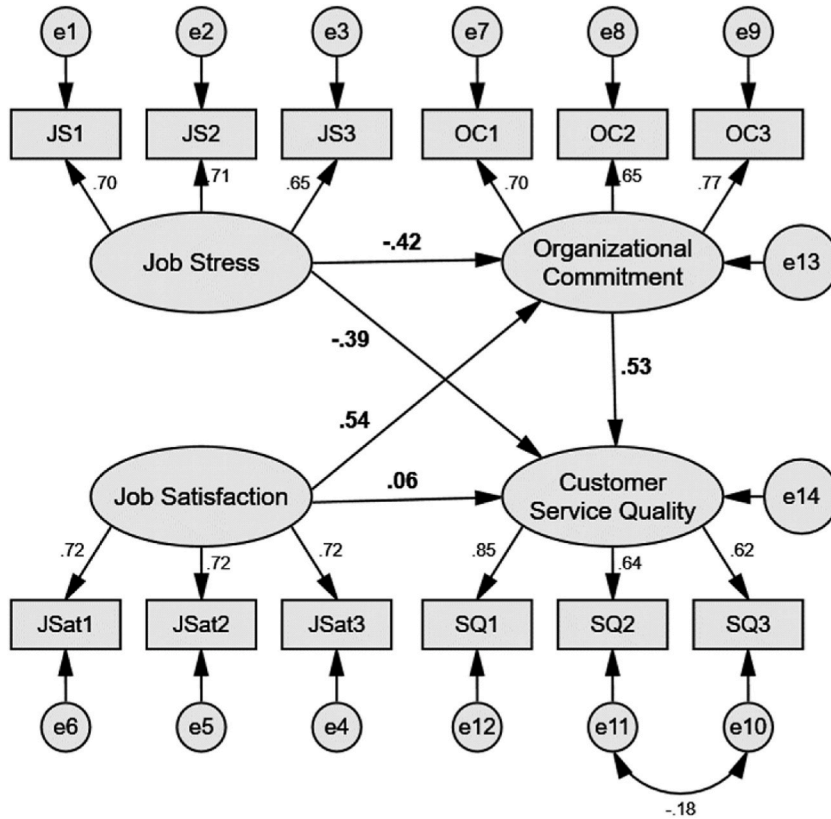 e1
e2
e3
e7
e8
e9
JS1
JS2
JS3
OC1
OC2
OC3
.70
.71
.65
.70
.65
.77
Job Stress
-.42
Organizational
Commitment
e13
-.39
.53
.54
Job Satisfaction
.06
Customer
Service Quality
e14
.72
.72
.72
.85
.64
.62
JSat1
JSat2
JSat3
SQ1
SQ2
SQ3
e6
e5
e4
e12
e11
e10
-.18